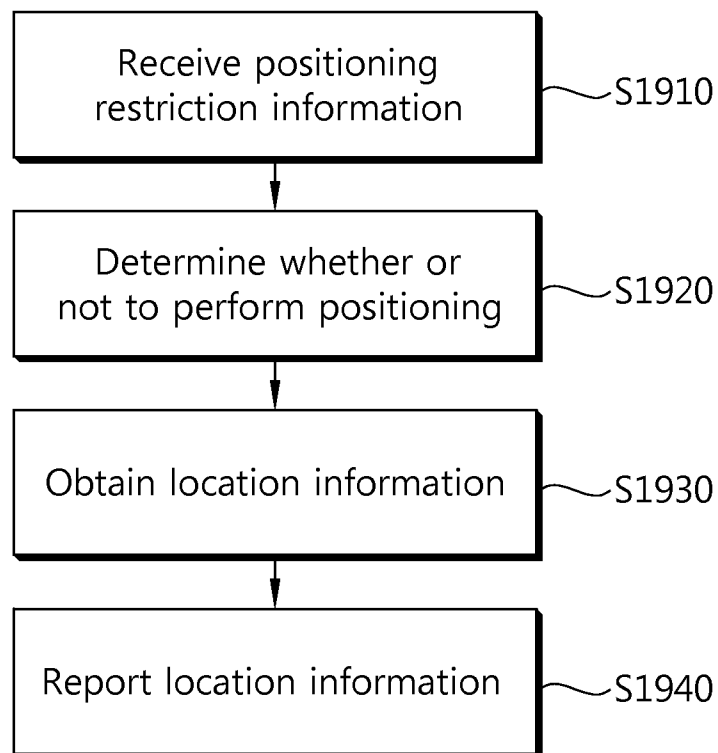 Receive positioning
restriction information
S1910
Determine whether or
not to perform positioning
S1920
Obtain location information
S1930
Report location information
S1940